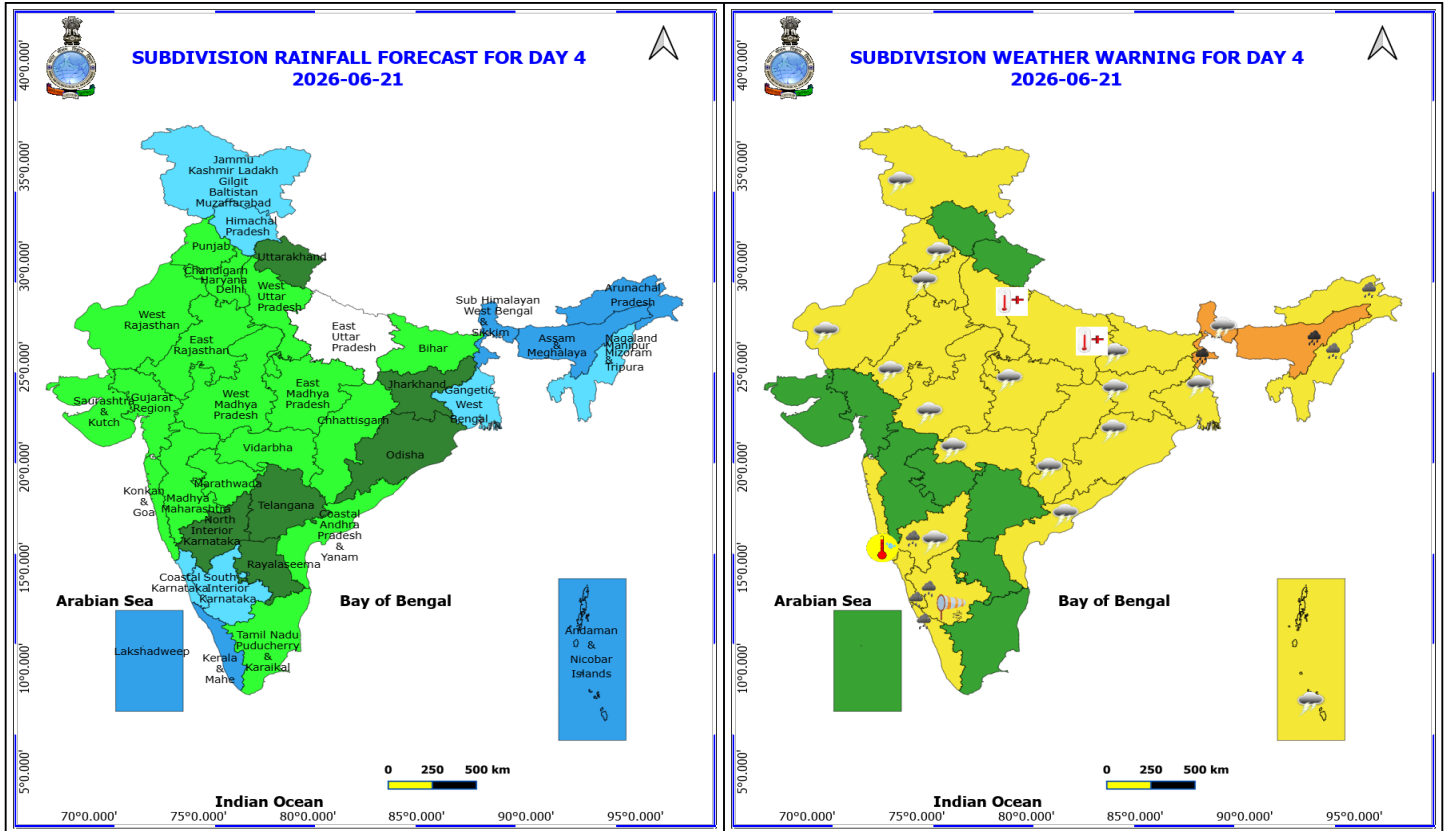 SUBDIVISION RAINFALL FORECAST FOR DAY 4
2026-06-21
40°0.000'
35°0.000'
30°0.000'
25°0.000'
20°0.000'
15°0.000'
10°0.000'
5°0.000'
Jammu
Kashmir Ladakh
Gilgit
Baltistan
Muzaffarabad
Himachal
Pradesh
Punjab
Uttarakhand
Chandigarh
Haryana
Delhi
West
Uttar
Pradesh
West
Rajasthan
East
Rajasthan
East
Uttar
Pradesh
Bihar
Sub Himalayan
West Bengal
&
Sikkim
Arunachal
Pradesh
Assam
&
Meghalaya
Nagaland
Manipur
Mizoram
&
Tripura
Jharkhand
Gangetic
West
Bengal
Saurashtra
&
Kutch
Gujarat
Region
West
Madhya
Pradesh
East
Madhya
Pradesh
Chhattisgarh
Odisha
Vidarbha
Konkan
&
Goa
Madhya
Maharashtra
Marathwada
Telangana
North
Interior
Karnataka
Coastal
Andhra
Pradesh
&
Yanam
Rayalaseema
Coastal
Karnataka
South
Interior
Karnataka
Arabian Sea
Bay of Bengal
Lakshadweep
Kerala
&
Mahe
Tamil Nadu
Puducherry
&
Karaikal
Andaman
&
Nicobar
Islands
0 250 500 km
Indian Ocean
70°0.000' 75°0.000' 80°0.000' 85°0.000' 90°0.000' 95°0.000'
SUBDIVISION WEATHER WARNING FOR DAY 4
2026-06-21
40°0.000'
35°0.000'
30°0.000'
25°0.000'
20°0.000'
15°0.000'
10°0.000'
5°0.000'
Arabian Sea
Bay of Bengal
0 250 500 km
Indian Ocean
70°0.000' 75°0.000' 80°0.000' 85°0.000' 90°0.000' 95°0.000'